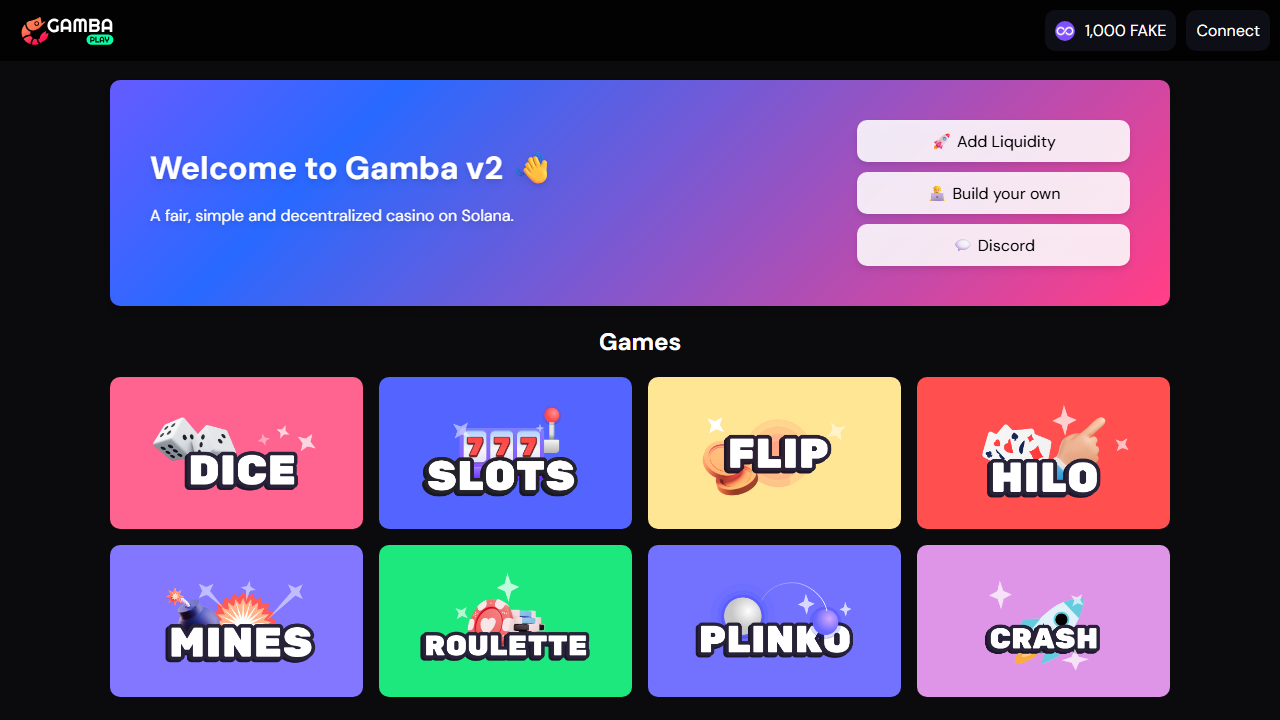 GAMBA
PLAY
1,000 FAKE
Connect
Welcome to Gamba v2 👋
A fair, simple and decentralized casino on Solana.
🚀 Add Liquidity
👨‍💻 Build your own
💬 Discord
Games
DICE
777
SLOTS
FLIP
HILO
MINES
ROULETTE
PLINKO
CRASH